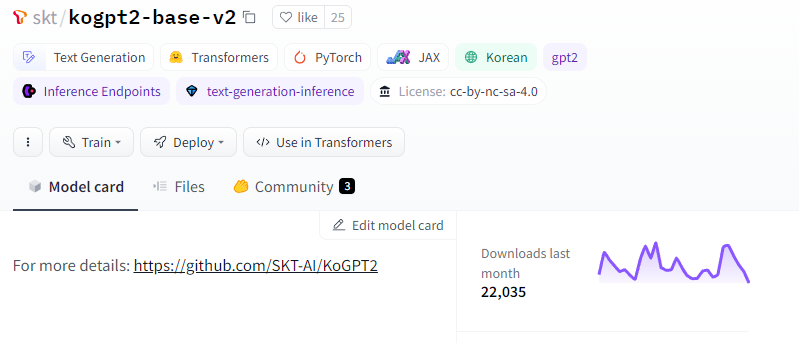 skt/kogpt2-base-v2 like 25
Text Generation Transformers PyTorch JAX Korean gpt2
Inference Endpoints text-generation-inference License: cc-by-nc-sa-4.0
Train Deploy Use in Transformers
Model card Files Community 3
Edit model card
For more details: https://github.com/SKT-AI/KoGPT2
Downloads last
month
22,035